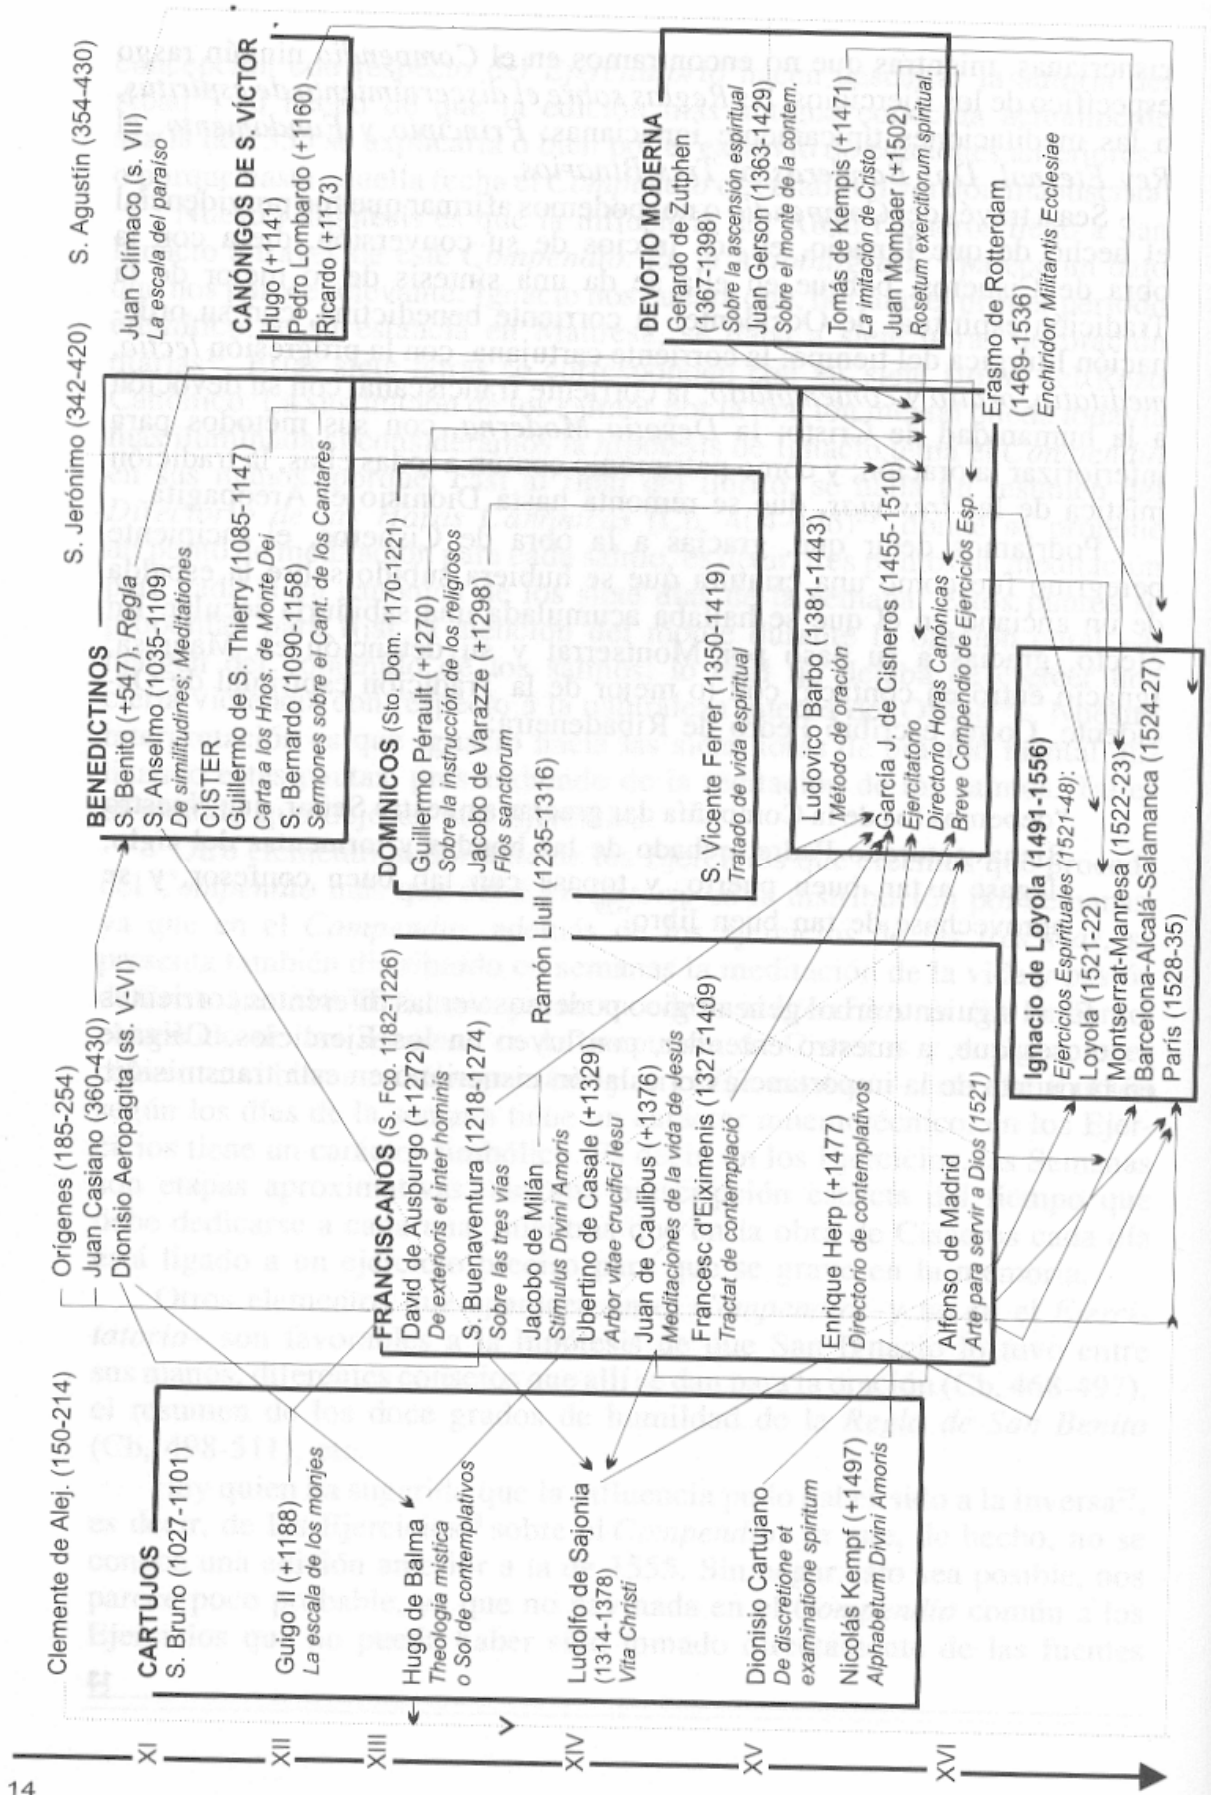 14
XI
XII
XIII
XIV
XV
XVI
Clemente de Alej. (150-214)
Orígenes (185-254)
Juan Casiano (360-430)
Dionisio Aeropagita (ss. V-VI)
S. Jerónimo (342-420)
S. Agustín (354-430)
Juan Clímaco (s. VII)
La escala del paraíso
CARTUJOS
S. Bruno (1027-1101)
Guigo II (+1188)
La escala de los monjes
Hugo de Balma
Theologia mística
o Sol de contemplativos
Ludolfo de Sajonia
(1314-1378)
Vita Christi
Dionisio Cartujano.
De discretione et
examinatione spirituum
Nicolás Kempf (+1497)
Alphabetum Divini Amoris
FRANCISCANOS (S. Fco. 1182-1226)
David de Ausburgo (+1272)
De exterioris et inter hominis
S. Buenaventura (1218-1274)
Sobre las tres vías
Jacobo de Milán
Stimulus Divini Amoris
Ubertino de Casale (+1329)
Arbor vitae crucifici Iesu
Juan de Caulibus (+1376)
Meditaciones de la vida de Jesús
Francesc d'Eiximenis (1327-1409)
Tractat de contemplació
Enrique Herp (+1477)
Directorio de contemplativos
Alfonso de Madrid
Arte para servir a Dios (1521)
BENEDICTINOS
S. Benito (+547), Regla
S. Anselmo (1035-1109)
De similitudines, Meditationes
CISTER
Guillermo de S. Thierry (1085-1147)
Carta a los Hnos. de Monte Dei
S. Bernardo (1090-1158)
Sermones sobre el Cant. de los Cantares
DOMINICOS (Sto Dom. (1170-1221)
Guillermo Pérault (+1270)
Sobre la instrucción de los religiosos
Jacobo de Varazze (+1298)
Flos sanctorum
Ramón Llull (1235-1316)
S. Vicente Ferrer (1350-1419)
Tratado de vida espiritual
Ludovico Barbo (1381-1443)
Método de oración
García J. de Cisneros (1455-1510)
Ejercitatorio
Directorio Horas Canónicas
Breve Compendio de Ejercicios Esp.
CANÓNIGOS DE S. VÍCTOR
Hugo (+1141)
Pedro Lombardo (+1160)
Ricardo (+1173)
DEVOTIO MODERNA
Gerardo de Zutphen
(1367-1398)
Sobre la ascensión espiritual
Juan Gerson (1363-1429)
Sobre el monte de la contem.
Tomás de Kempis (+1471)
La imitación de Cristo
Juan Mombaer (+1502)
Rosetum exercitiorum spiritual.
Erasmo de Rotterdam
(1469-1536)
Enchiridon Militantis Ecclesiae
Ignacio de Loyola (1491-1556)
Ejercicios Espirituales (1521-48):
Loyola (1521-22)
Montserrat-Manresa (1522-23)
Barcelona-Alcalá-Salamanca (1524-27)
París (1528-35)